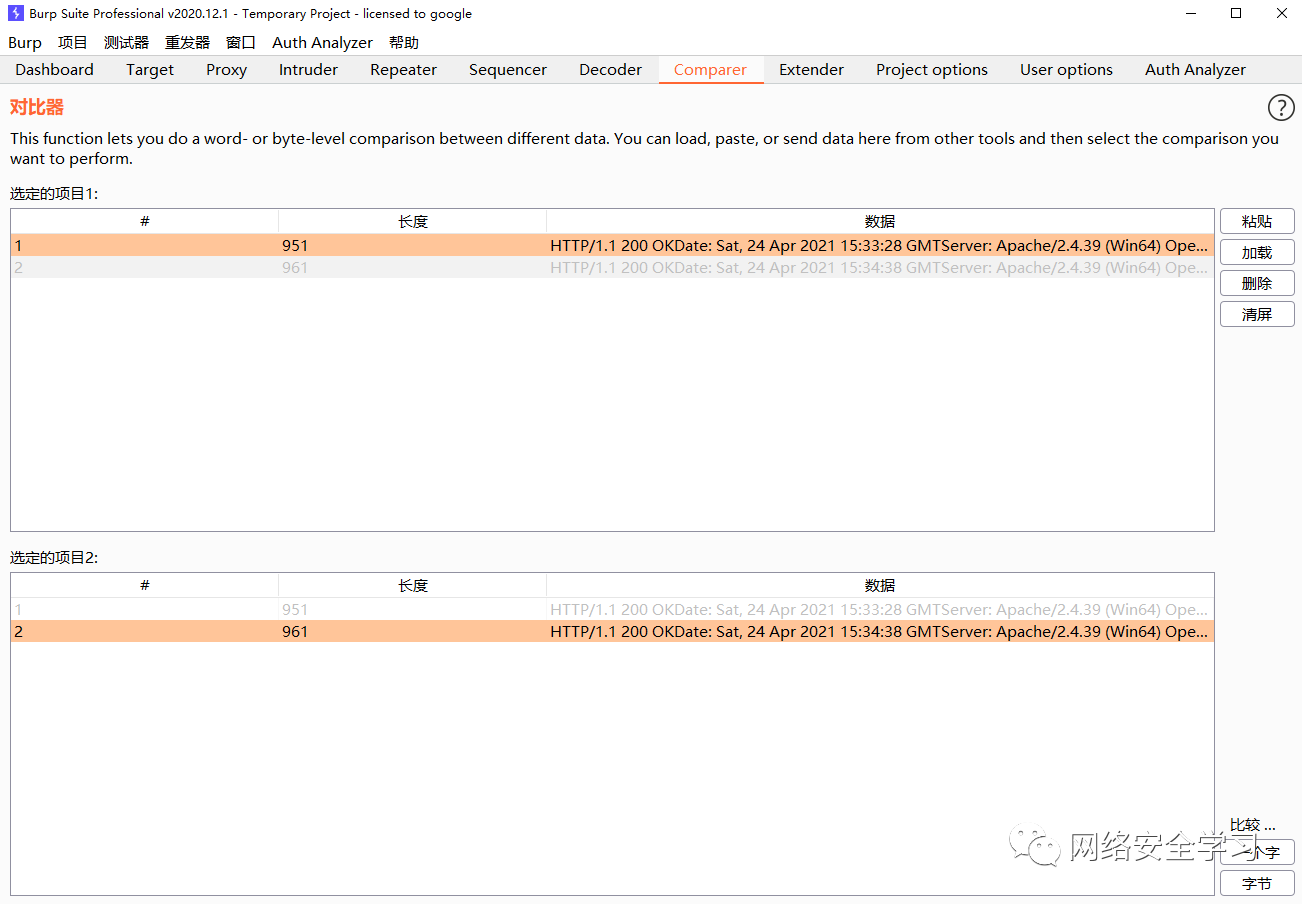 Burp Suite Professional v2020.12.1 - Temporary Project - licensed to google
Burp 项目 测试器 重发器 窗口 Auth Analyzer 帮助
Dashboard Target Proxy Intruder Repeater Sequencer Decoder Comparer Extender Project options User options Auth Analyzer
对比器
?
This function lets you do a word- or byte-level comparison between different data. You can load, paste, or send data here from other tools and then select the comparison you
want to perform.
选定的项目1:
# 长度 数据 粘贴
1 951 HTTP/1.1 200 OKDate: Sat, 24 Apr 2021 15:33:28 GMTServer: Apache/2.4.39 (Win64) Ope...
加载
2 961 HTTP/1.1 200 OKDate: Sat, 24 Apr 2021 15:34:38 GMTServer: Apache/2.4.39 (Win64) Ope...
删除
清屏
选定的项目2:
# 长度 数据
1 951 HTTP/1.1 200 OKDate: Sat, 24 Apr 2021 15:33:28 GMTServer: Apache/2.4.39 (Win64) Ope...
2 961 HTTP/1.1 200 OKDate: Sat, 24 Apr 2021 15:34:38 GMTServer: Apache/2.4.39 (Win64) Ope...
比较 ...
网络安全学习
个字
字节